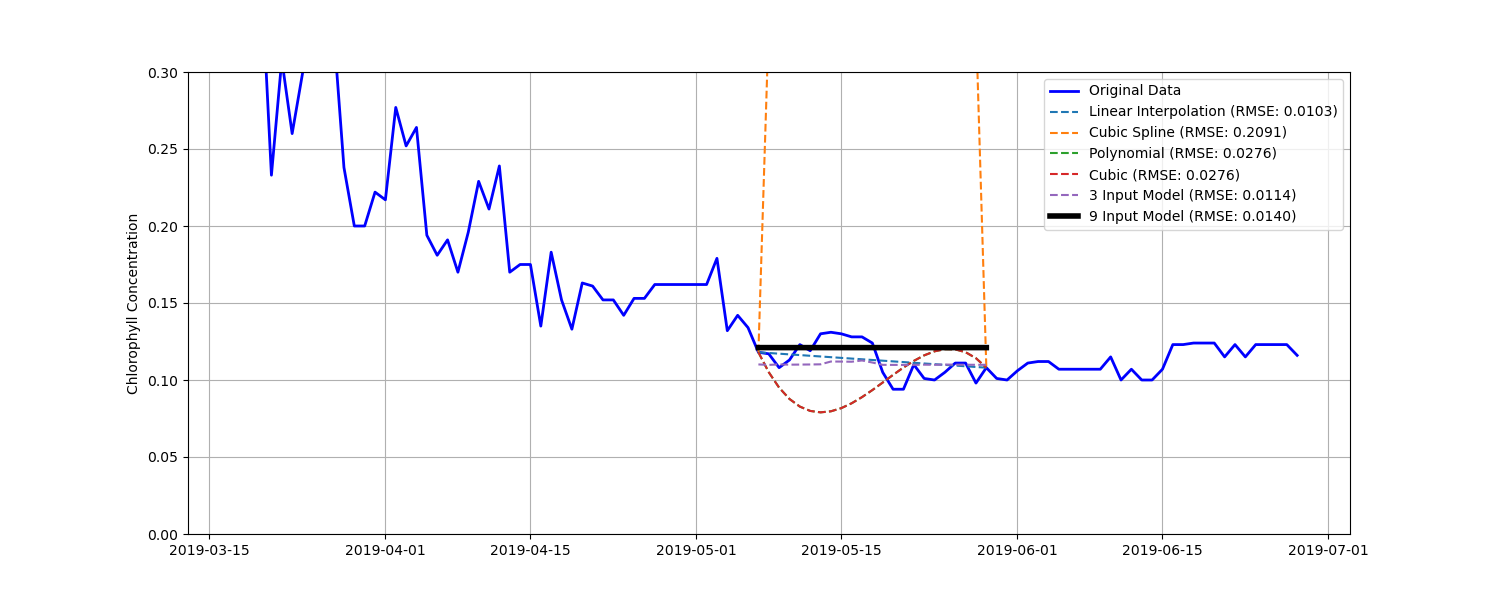 0.30
0.25
0.20
0.15
0.10
0.05
0.00
Chlorophyll Concentration
2019-03-15 2019-04-01 2019-04-15 2019-05-01 2019-05-15 2019-06-01 2019-06-15 2019-07-01
Original Data
Linear Interpolation (RMSE: 0.0103)
Cubic Spline (RMSE: 0.2091)
Polynomial (RMSE: 0.0276)
Cubic (RMSE: 0.0276)
3 Input Model (RMSE: 0.0114)
9 Input Model (RMSE: 0.0140)